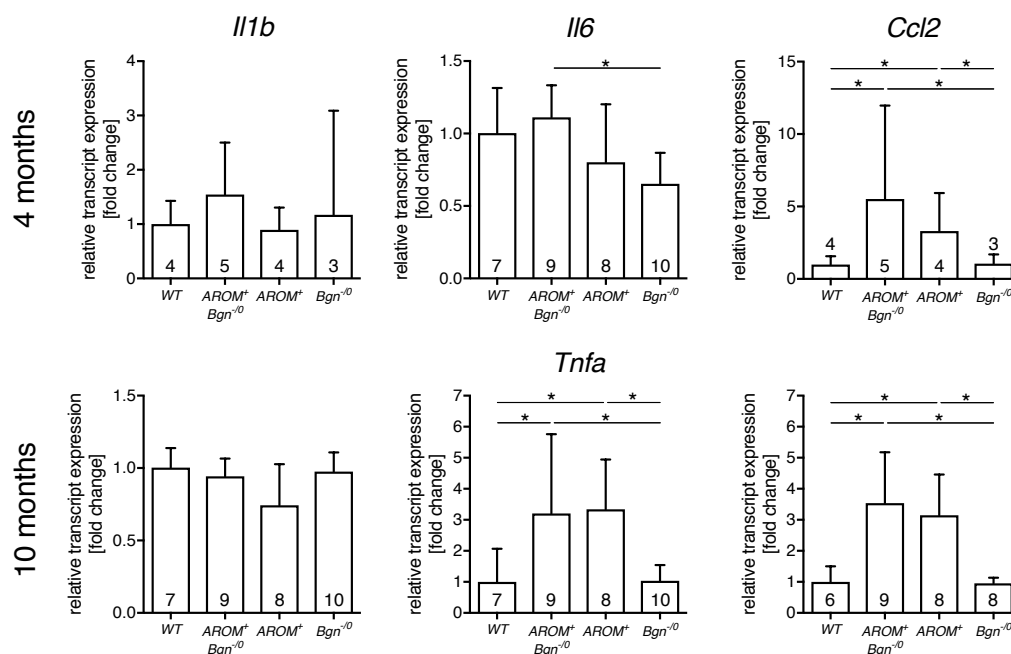 Il1b
Il6
Ccl2
4 months
relative transcript expression
[fold change]
4
3
2
1
0
4
5
4
3
WT
AROM+
Bgn-/0
AROM+
Bgn-/0
relative transcript expression
[fold change]
1.5
1.0
0.5
0.0
*
7
9
8
10
WT
AROM+
Bgn-/0
AROM+
Bgn-/0
relative transcript expression
[fold change]
15
10
5
0
*
*
*
*
4
5
4
3
WT
AROM+
Bgn-/0
AROM+
Bgn-/0
Tnfa
10 months
relative transcript expression
[fold change]
1.5
1.0
0.5
0.0
7
9
8
10
WT
AROM+
Bgn-/0
AROM+
Bgn-/0
relative transcript expression
[fold change]
7
6
5
4
3
2
1
0
*
*
*
*
7
9
8
10
WT
AROM+
Bgn-/0
AROM+
Bgn-/0
relative transcript expression
[fold change]
7
6
5
4
3
2
1
0
*
*
*
*
6
9
8
8
WT
AROM+
Bgn-/0
AROM+
Bgn-/0